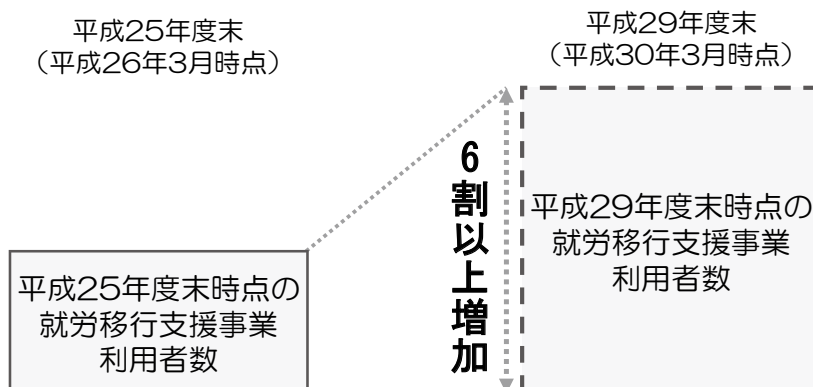 平成25年度末
（平成26年3月時点）
平成29年度末
（平成30年3月時点）
6割以上増加
平成25年度末時点の
就労移行支援事業
利用者数
平成29年度末時点の
就労移行支援事業
利用者数